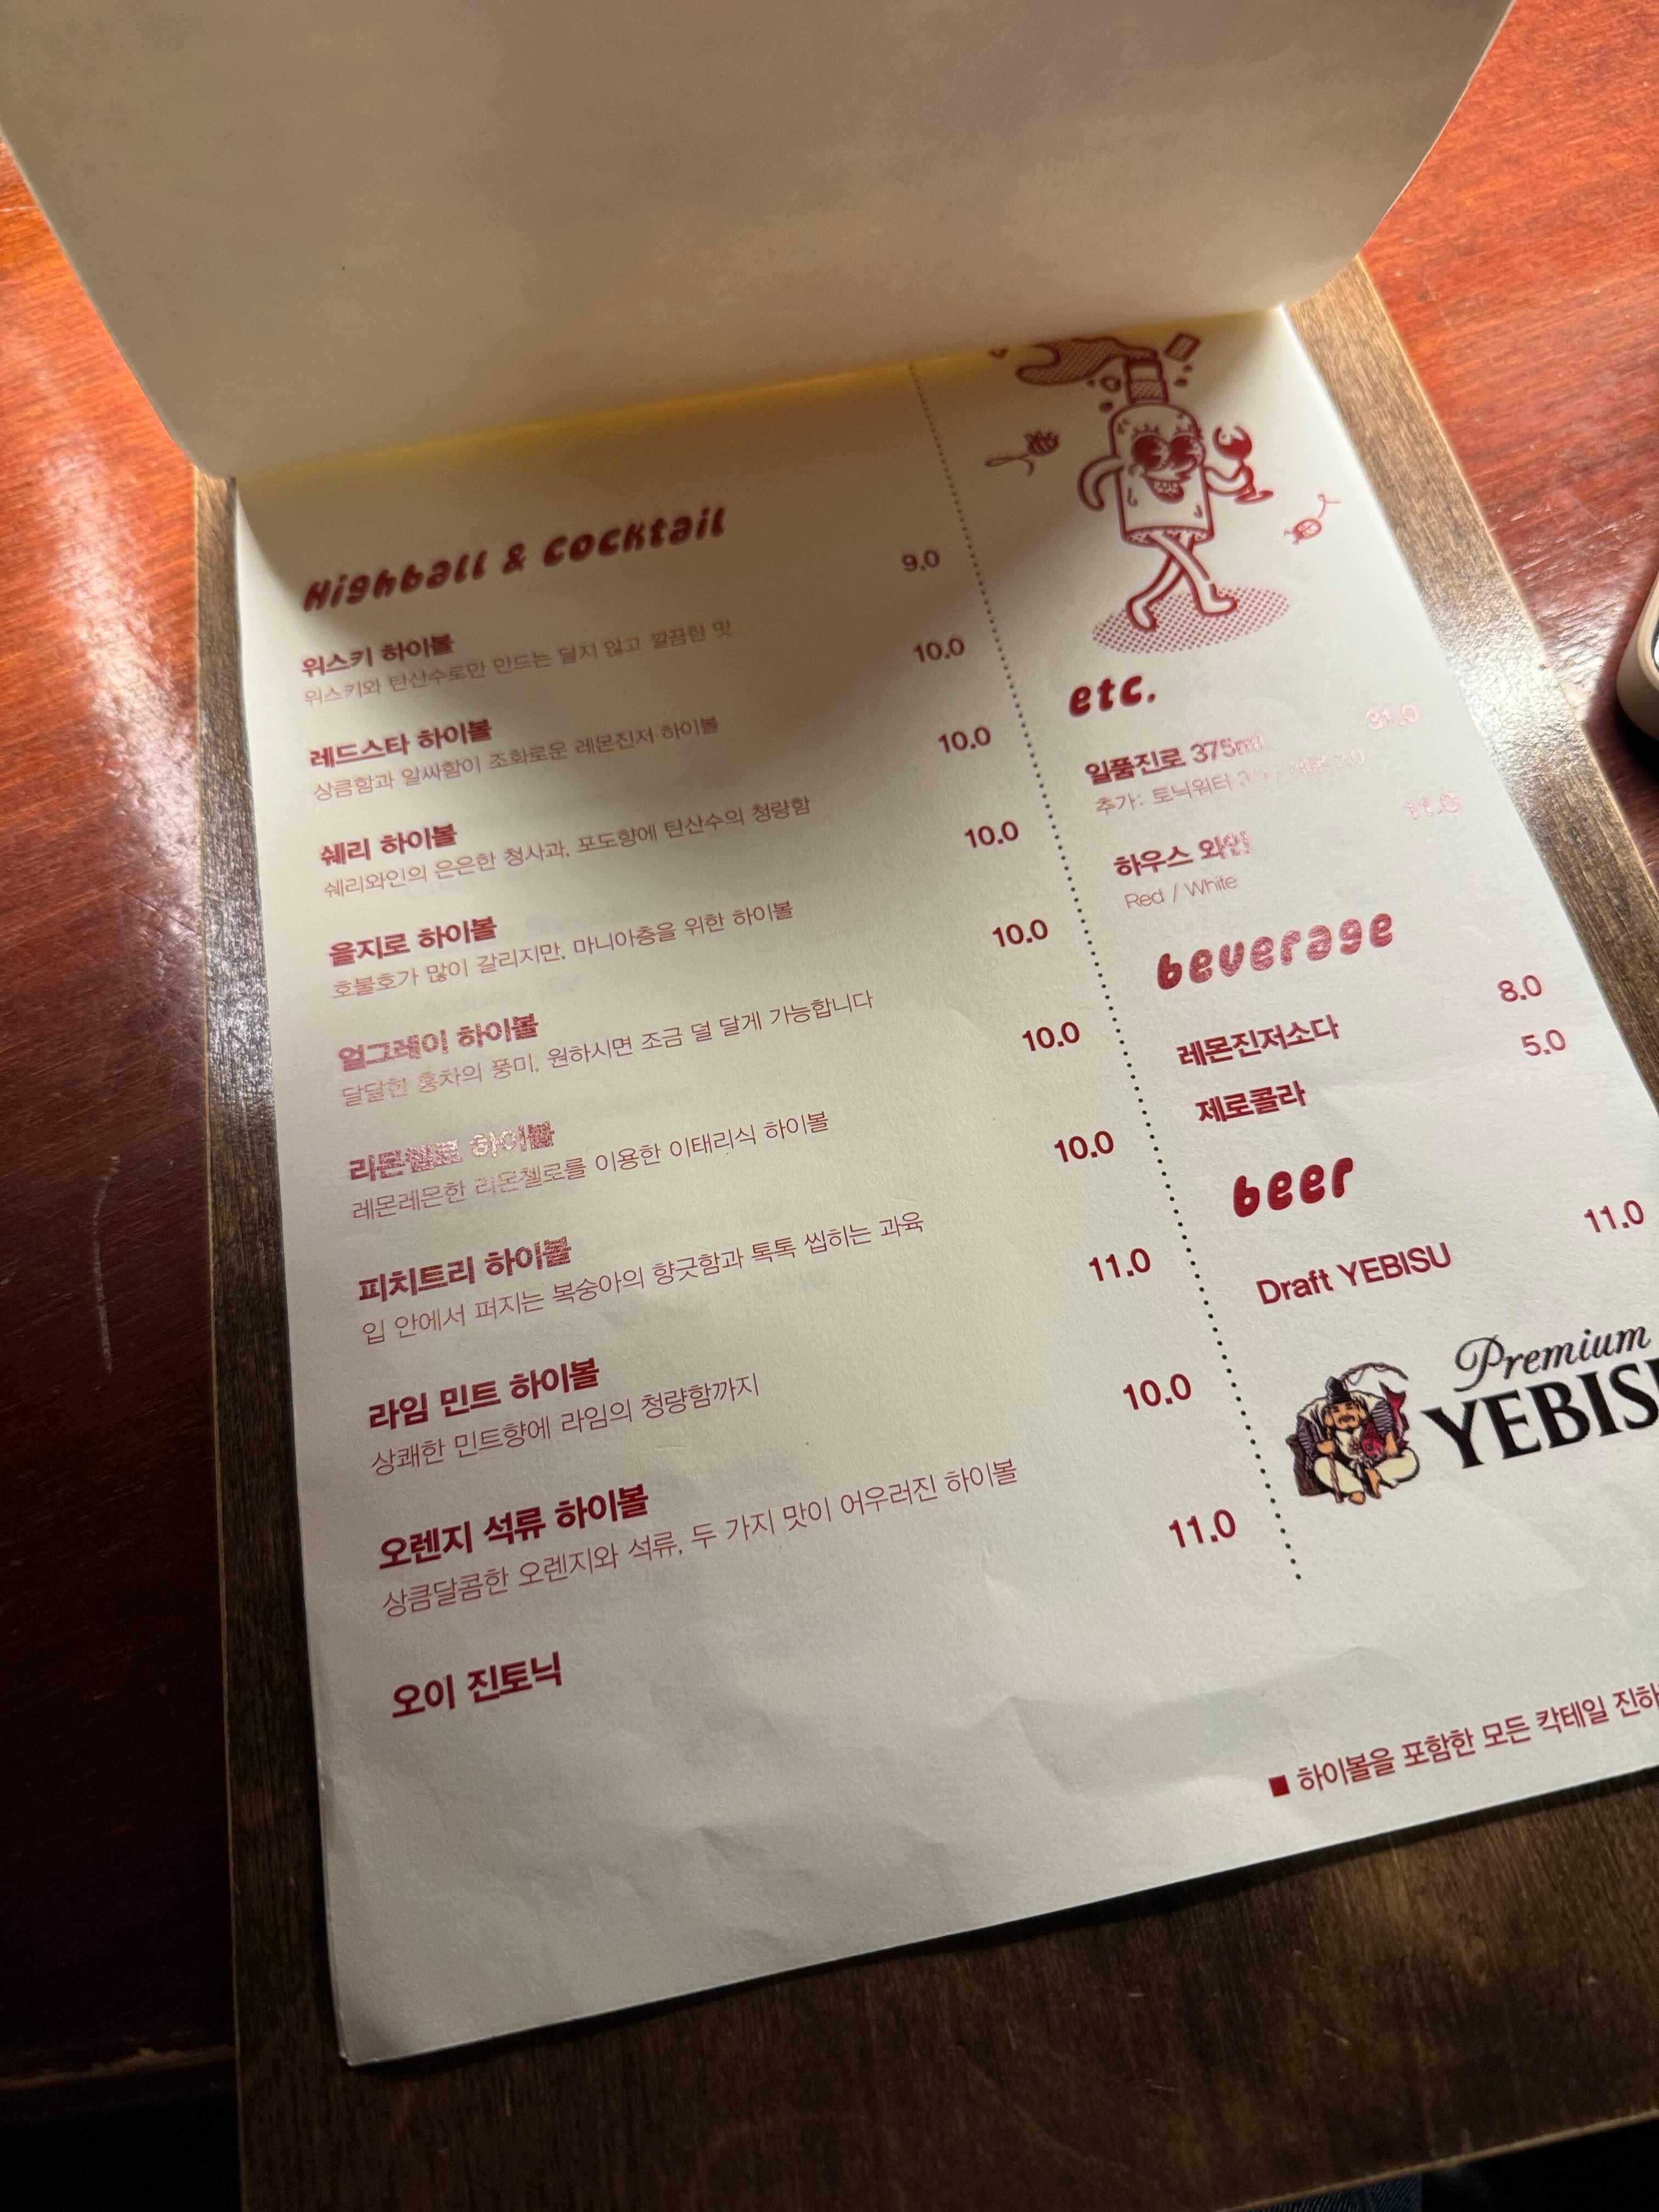 Highball & Cocktail
위스키 하이볼 9.0
위스키와 탄산수로만 만드는 달지 않고 깔끔한 맛
레드스타 하이볼 10.0
상큼함과 알싸함이 조화로운 레몬진저 하이볼
쉐리 하이볼 10.0
쉐리와인의 은은한 청사과, 포도향에 탄산수의 청량함
을지로 하이볼 10.0
호불호가 많이 갈리지만, 마니아층을 위한 하이볼
얼그레이 하이볼 10.0
달달한 홍차의 풍미, 원하시면 조금 덜 달게 가능합니다
리몬첼로 하이볼 10.0
레몬레몬한 리몬첼로를 이용한 이태리식 하이볼
피치트리 하이볼 10.0
입 안에서 퍼지는 복숭아의 향긋함과 톡톡 씹히는 과육
라임 민트 하이볼 11.0
상쾌한 민트향에 라임의 청량함까지
오렌지 석류 하이볼 10.0
상큼달콤한 오렌지와 석류, 두 가지 맛이 어우러진 하이볼
오이 진토닉 11.0
etc.
일품진로 375ml 31.0
추가: 토닉워터
하우스 와인 11.0
Red / White
beverage
레몬진저소다 8.0
제로콜라 5.0
beer
Draft YEBISU 11.0
Premium
YEBIS
■ 하이볼을 포함한 모든 칵테일 진하